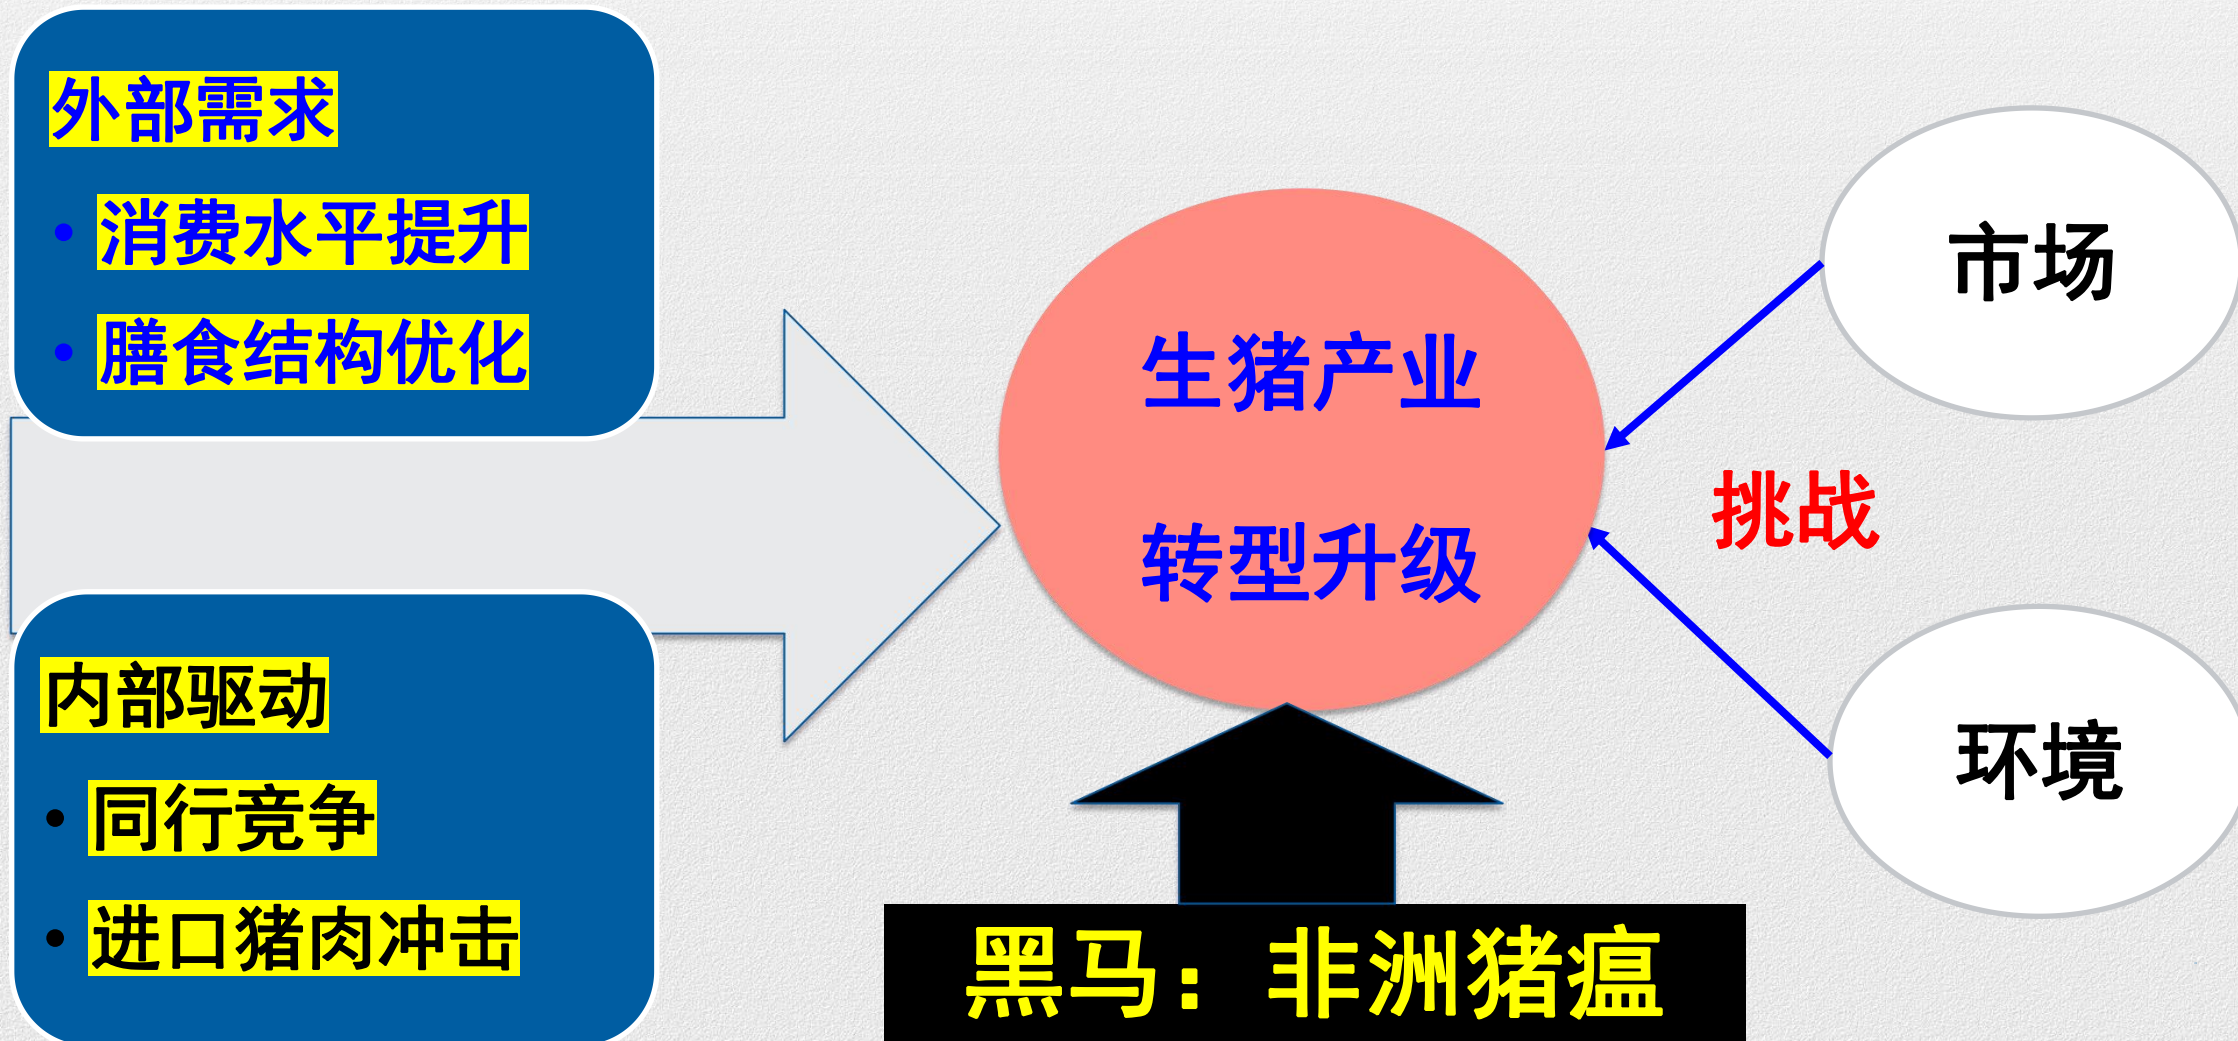 外部需求
• 消费水平提升
• 膳食结构优化
内部驱动
• 同行竞争
• 进口猪肉冲击
生猪产业
转型升级
市场
挑战
环境
黑马：非洲猪瘟